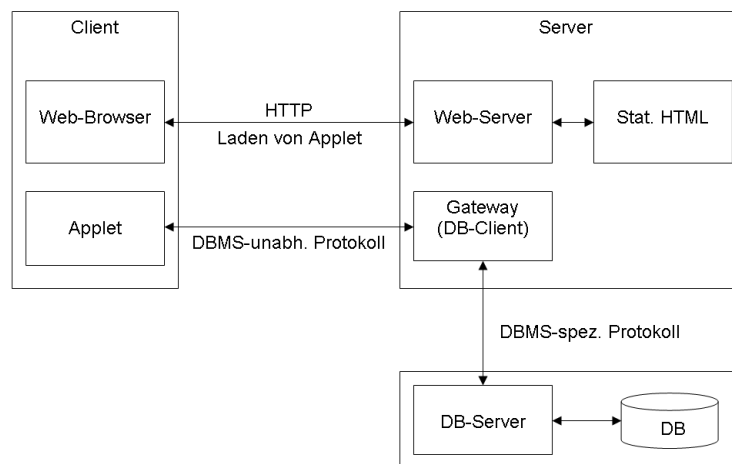 Client
Server
Web-Browser
HTTP
Laden von Applet
Web-Server
Stat. HTML
Applet
DBMS-unabh. Protokoll
Gateway
(DB-Client)
DBMS-spez. Protokoll
DB-Server
DB